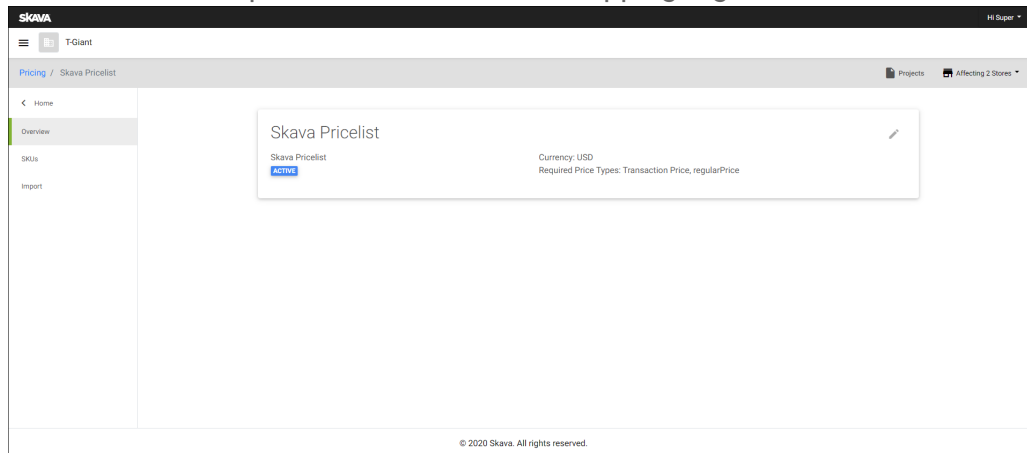 SKAVA
Hi Super
T-Giant
Pricing / Skava Pricelist
Projects
Affecting 2 Stores
Home
Overview
SKUs
Import
Skava Pricelist
Skava Pricelist
ACTIVE
Currency: USD
Required Price Types: Transaction Price, regularPrice
© 2020 Skava. All rights reserved.